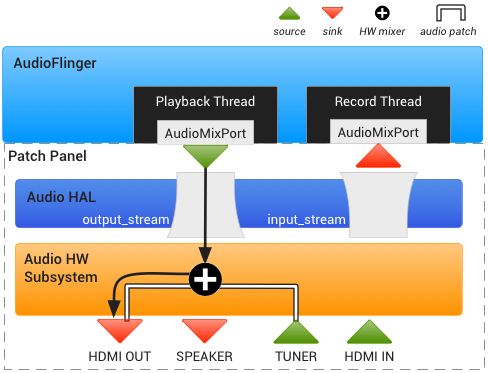 source sink HW mixer audio patch
AudioFlinger
Playback Thread
Record Thread
AudioMixPort
AudioMixPort
Patch Panel
Audio HAL
output_stream
input_stream
Audio HW
Subsystem
HDMI OUT
SPEAKER
TUNER
HDMI IN